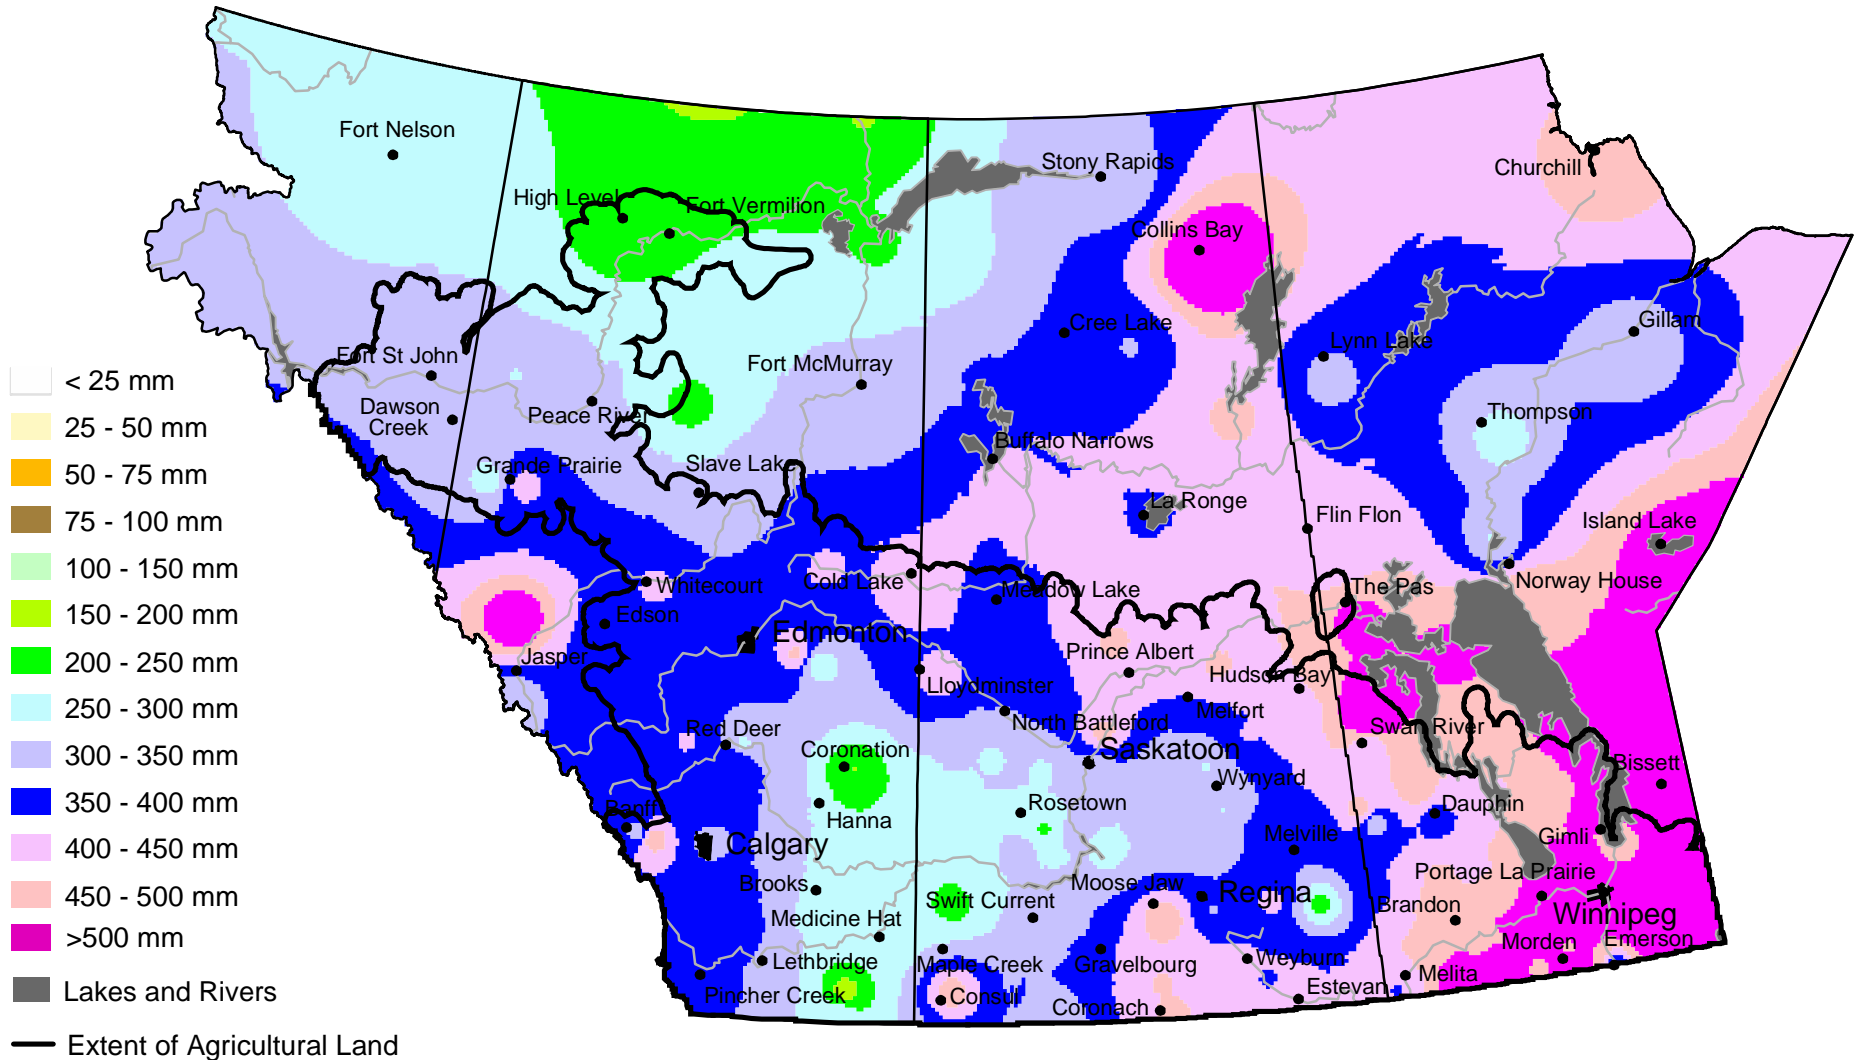 Fort Nelson
Stony Rapids
Churchill
High Level
Fort Vermilion
Collins Bay
Cree Lake
Gillam
Lynn Lake
Fort St John
Fort McMurray
Dawson
Creek
Peace River
Thompson
Buffalo Narrows
Grande Prairie
Slave Lake
La Ronge
Flin Flon
Island Lake
Whitecourt
Cold Lake
Meadow Lake
The Pas
Norway House
Edson
Edmonton
Jasper
Prince Albert
Hudson Bay
Lloydminster
Melfort
North Battleford
Red Deer
Swan River
Coronation
Saskatoon
Bissett
Wynyard
Banff
Rosetown
Dauphin
Hanna
Melville
Gimli
Calgary
Portage La Prairie
Brooks
Moose Jaw
Regina
Swift Current
Brandon
Winnipeg
Medicine Hat
Morden
Emerson
Lethbridge
Maple Creek
Gravelbourg
Weyburn
Melita
Pincher Creek
Consul
Coronach
Estevan
< 25 mm
25 - 50 mm
50 - 75 mm
75 - 100 mm
100 - 150 mm
150 - 200 mm
200 - 250 mm
250 - 300 mm
300 - 350 mm
350 - 400 mm
400 - 450 mm
450 - 500 mm
>500 mm
Lakes and Rivers
Extent of Agricultural Land